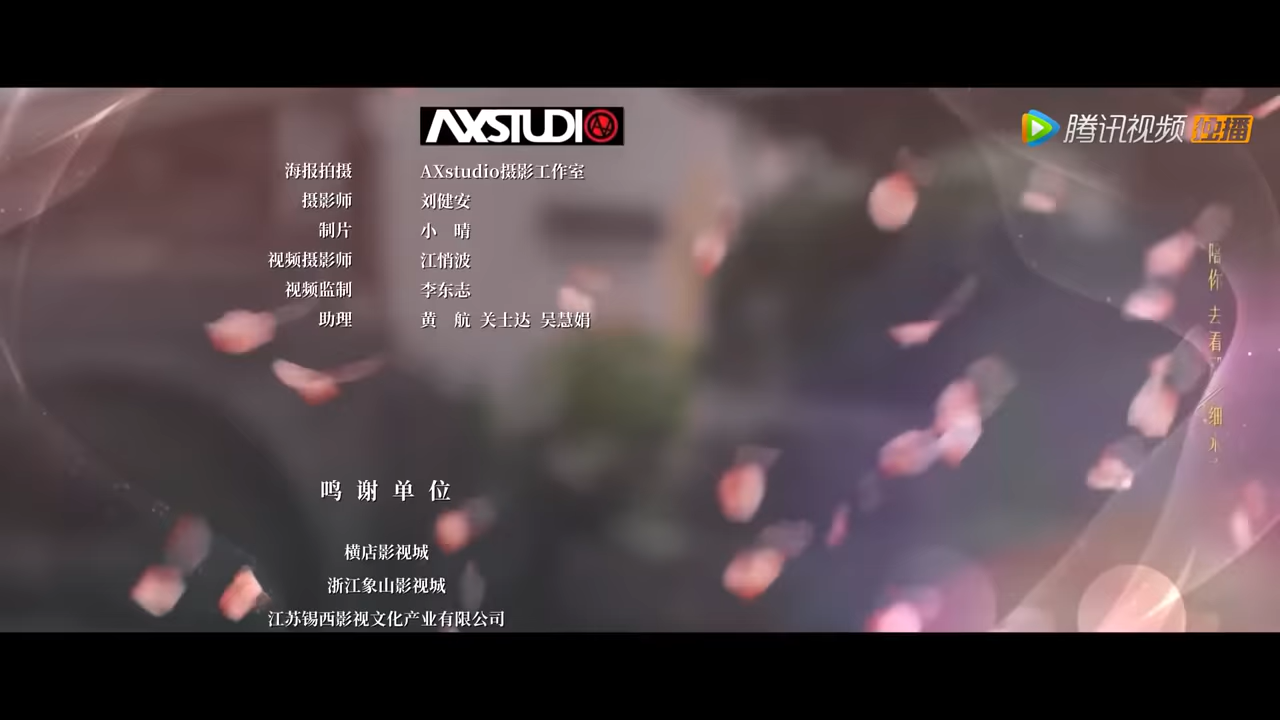 AXSTUDIO
腾讯视频 独播
海报拍摄 AXstudio摄影工作室
摄影师 刘健安
制片 小 晴
视频摄影师 江悄波
视频监制 李东志
助理 黄 航 关士达 吴慧娟
陪你 去看 细水
鸣谢单位
横店影视城
浙江象山影视城
江苏锡西影视文化产业有限公司